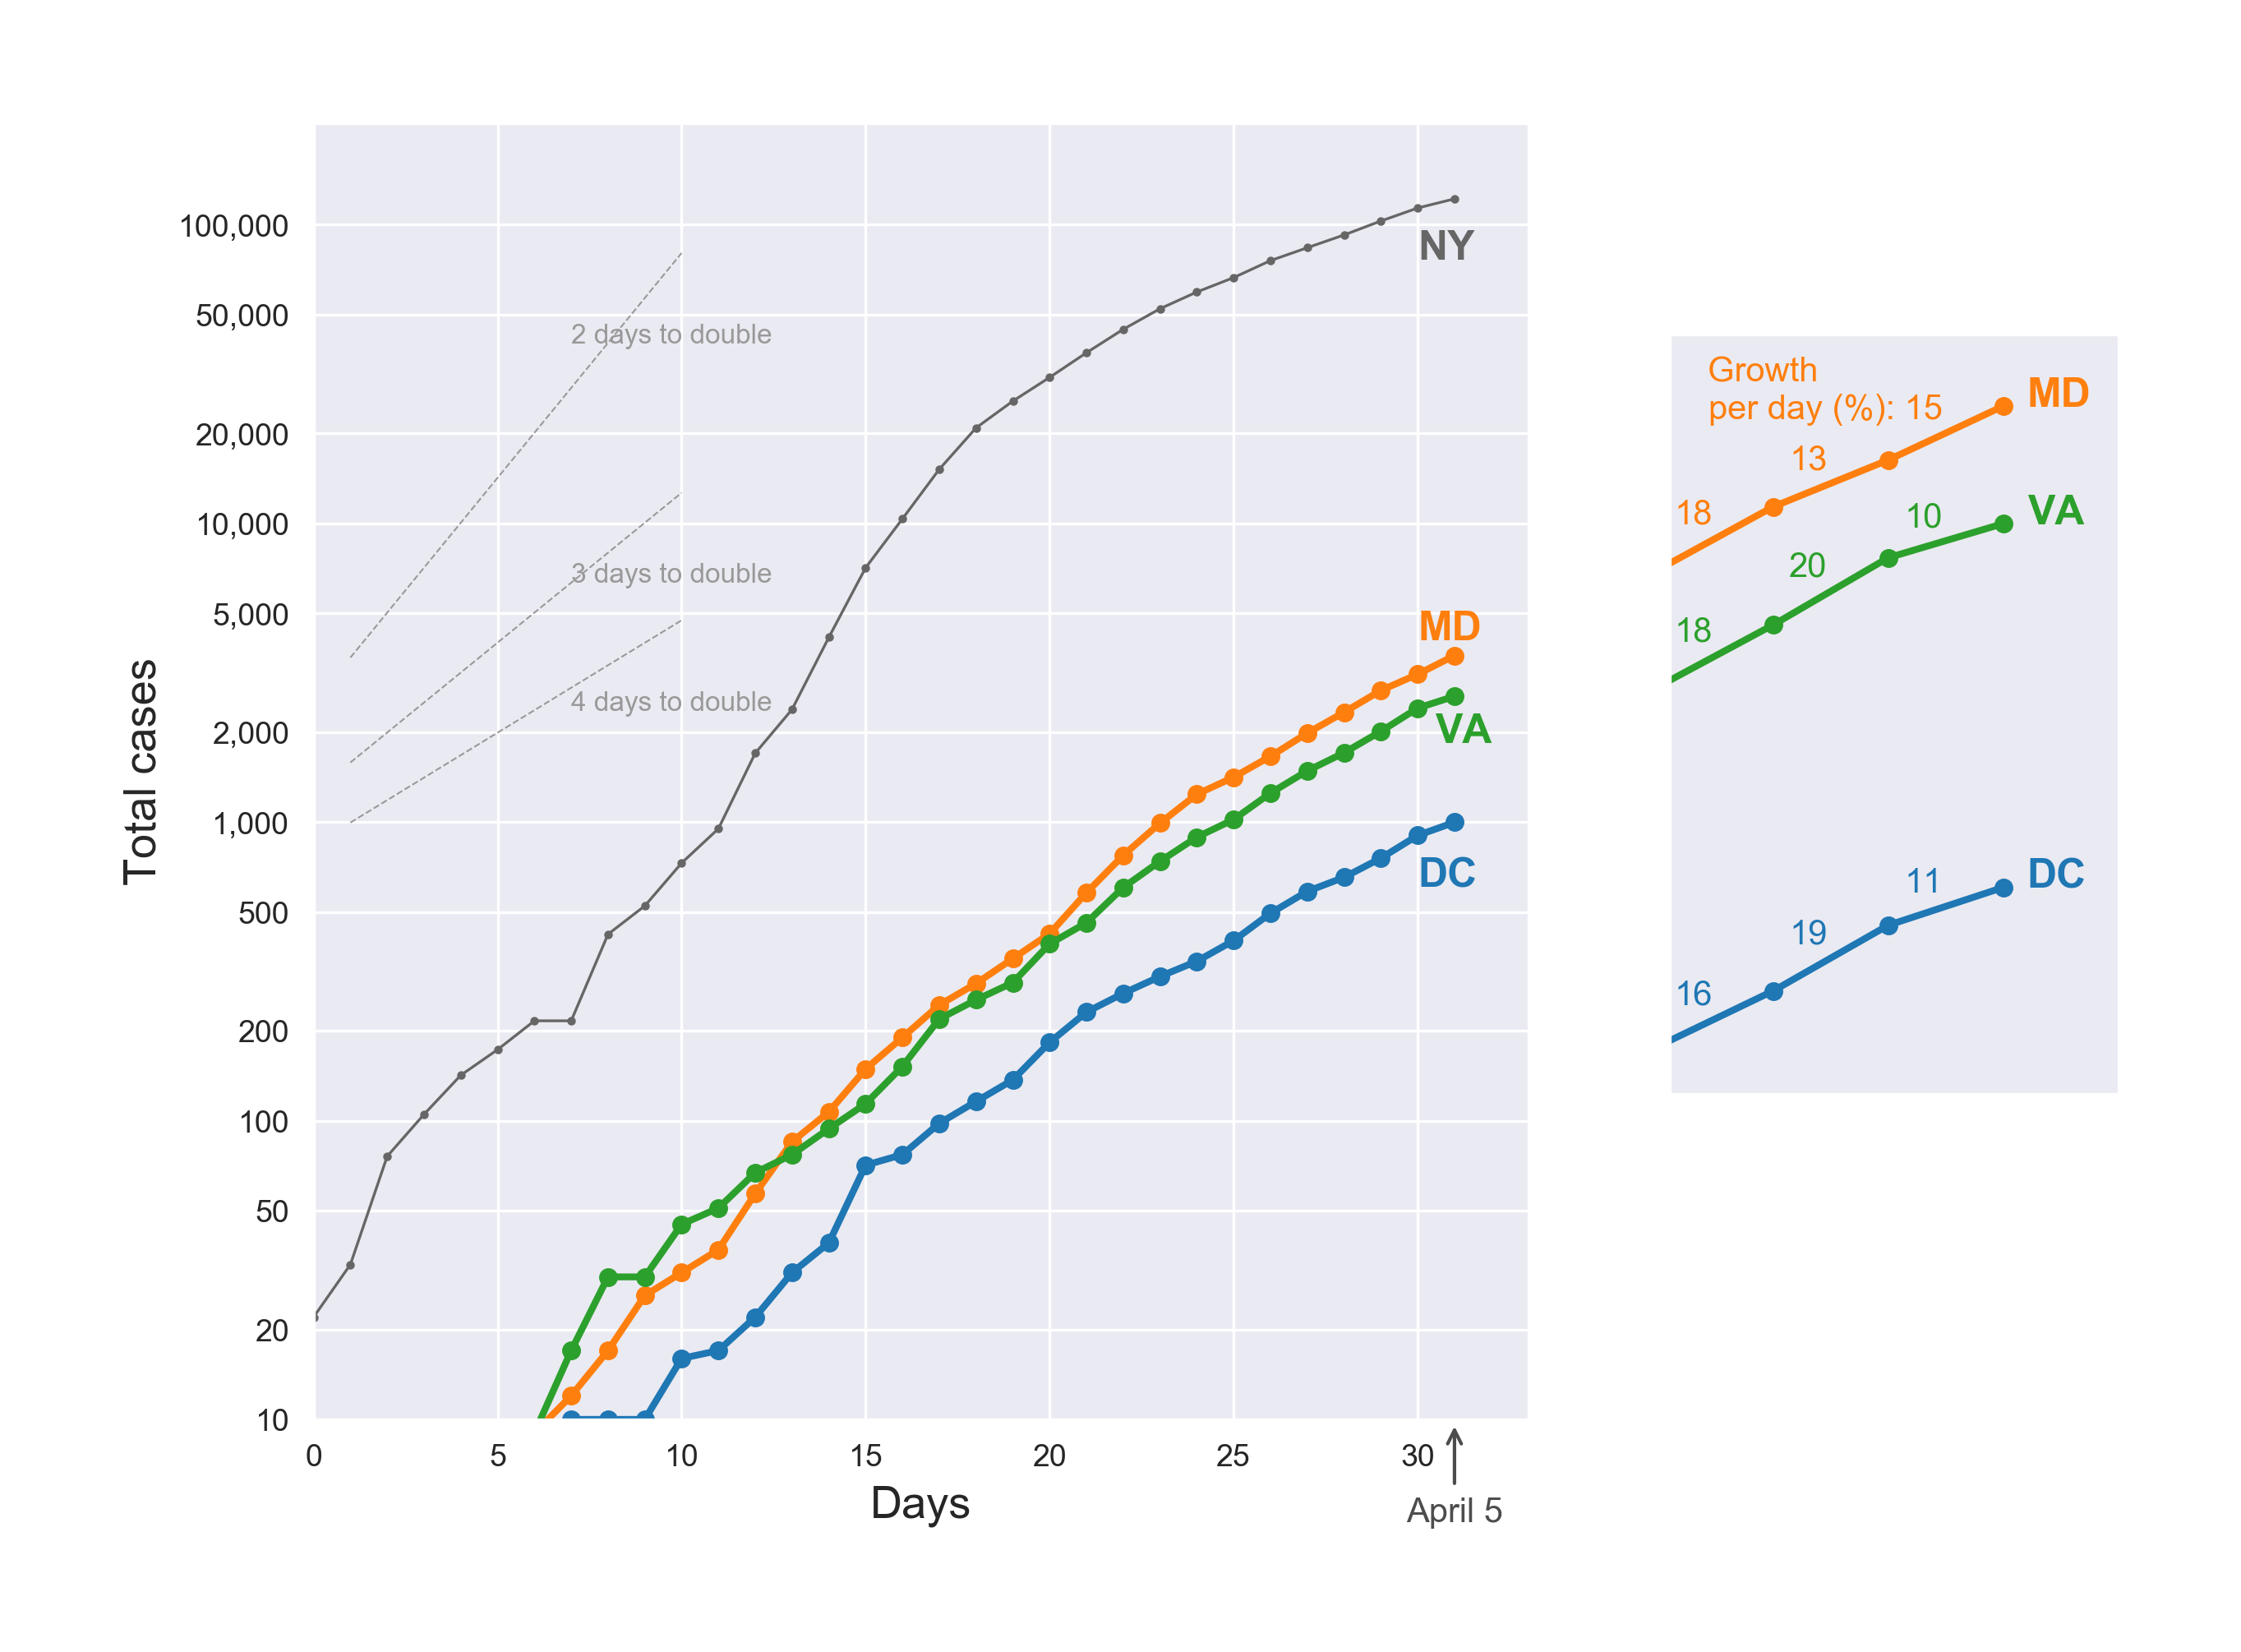 100,000
50,000
20,000
10,000
5,000
2,000
1,000
500
200
100
50
20
10
Total cases
0 5 10 15 20 25 30
Days
April 5
2 days to double
3 days to double
4 days to double
NY
MD
VA
DC
Growth
per day (%): 15
MD
13
18
VA
10
20
18
DC
11
19
16